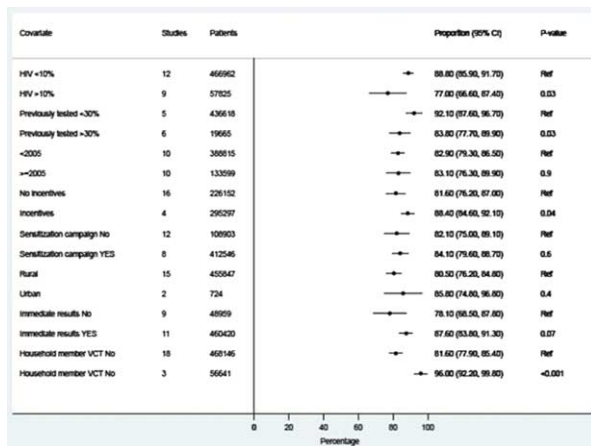 Covariate Studies Patients Proportion (95% CI) P-value
HIV <10% 12 466962 88.80 (85.90, 91.70) Ref
HIV >10% 9 57825 77.00 (66.60, 87.40) 0.03
Previously tested <30% 5 436618 92.10 (87.60, 96.70) Ref
Previously tested >30% 6 19665 83.80 (77.70, 89.90) 0.03
<2005 10 388815 82.90 (79.30, 86.50) Ref
>=2005 10 133599 83.10 (76.30, 89.90) 0.9
No Incentives 16 226152 81.60 (76.20, 87.00) Ref
Incentives 4 295297 88.40 (84.60, 92.10) 0.04
Sensitization campaign No 12 108903 82.10 (75.00, 89.10) Ref
Sensitization campaign YES 8 412546 84.10 (79.60, 88.70) 0.6
Rural 15 455847 80.50 (76.20, 84.80) Ref
Urban 2 724 85.80 (74.80, 96.80) 0.4
Immediate results No 9 48959 78.10 (68.50, 87.80) Ref
Immediate results YES 11 460420 87.60 (83.80, 91.30) 0.07
Household member VCT No 18 468146 81.60 (77.90, 85.40) Ref
Household member VCT No 3 56641 96.00 (92.20, 99.80) <0.001
0 20 40 60 80 100
Percentage